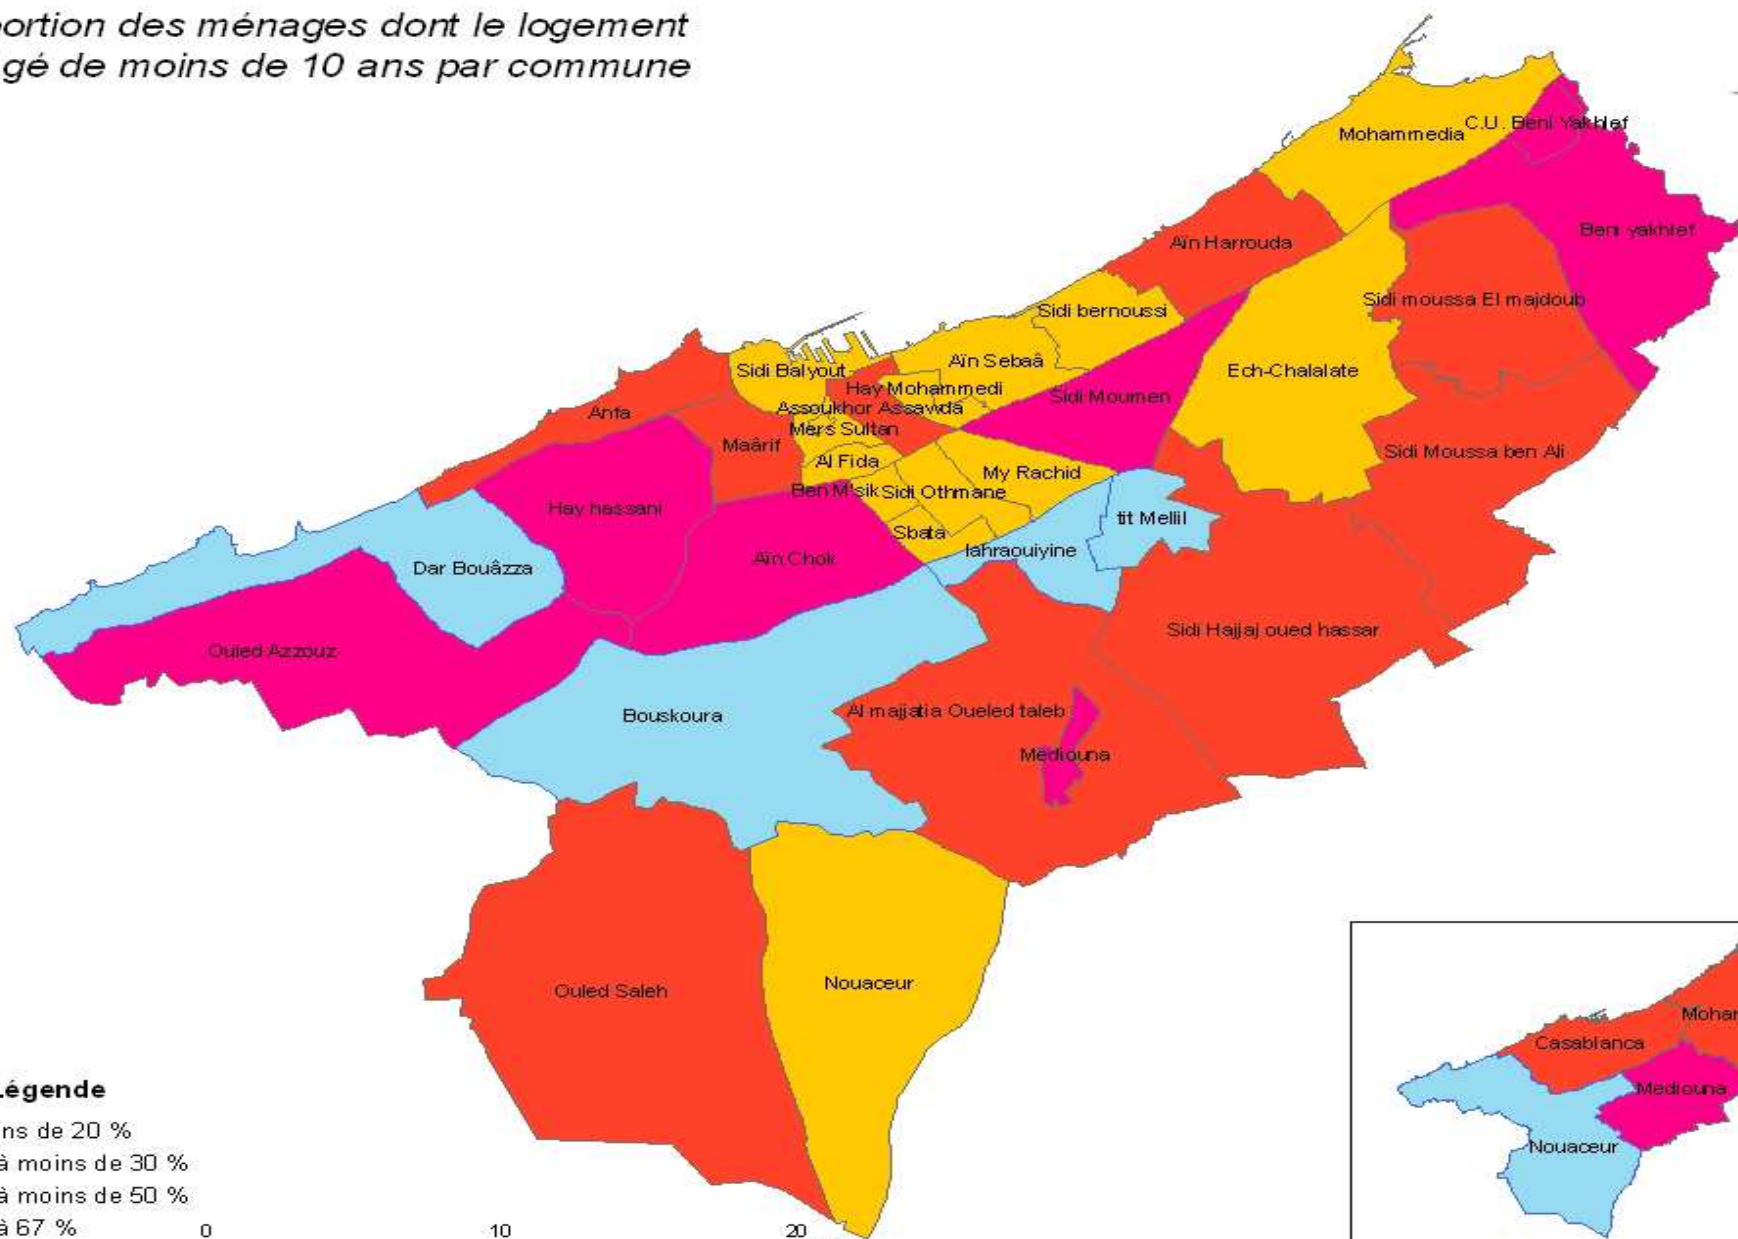 ortion des ménages dont le logement
gé de moins de 10 ans par commune
Mohammedia
C.U. Beni Yakhlef
Beni yakhlef
Aïn Harrouda
Sidi moussa El majdoub
Sidi bernoussi
Aïn Sebaâ
Sidi Balyout
Ech-Chalalate
Hay Mohammedi
Sidi Moumen
Assoukhor Assawda
Anfa
Mers Sultan
Maârif
Sidi Moussa ben Ali
Al Fida
My Rachid
Ben M'sik
Sidi Othmane
Hay hassani
tit Mellil
Sbata
lahraouiyine
Aïn Chok
Dar Bouâzza
Sidi Hajjaj oued hassar
Ouled Azzouz
Al majjatia Oueled taleb
Bouskoura
Mediouna
Nouaceur
Ouled Saleh
Légende
ns de 20 %
à moins de 30 %
à moins de 50 %
à 67 %
0 10 20
Moham
Casablanca
Mediouna
Nouaceur